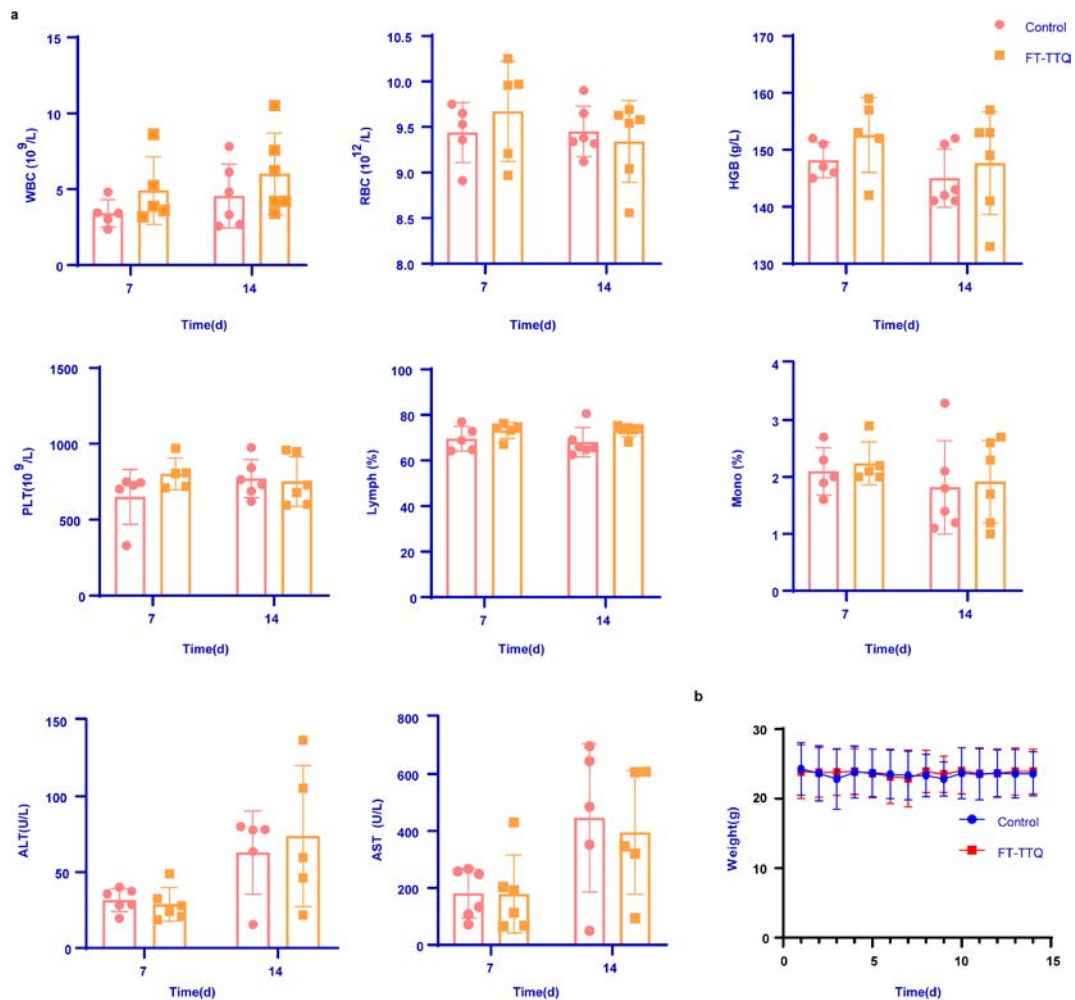 a
WBC (10⁹/L)
15
10
5
0
7
14
Time(d)
RBC (10¹² /L)
10.5
10.0
9.5
9.0
8.5
8.0
7
14
Time(d)
HGB (g/L)
170
160
150
140
130
7
14
Time(d)
Control
FT-TTQ
PLT(10⁹/L)
1500
1000
500
0
7
14
Time(d)
Lymph (%)
100
80
60
40
20
0
7
14
Time(d)
Mono (%)
4
3
2
1
0
7
14
Time(d)
ALT(U/L)
150
100
50
0
7
14
Time(d)
AST (U/L)
800
600
400
200
0
7
14
Time(d)
b
Weight(g)
30
20
10
0
0
5
10
15
Control
FT-TTQ
Time(d)